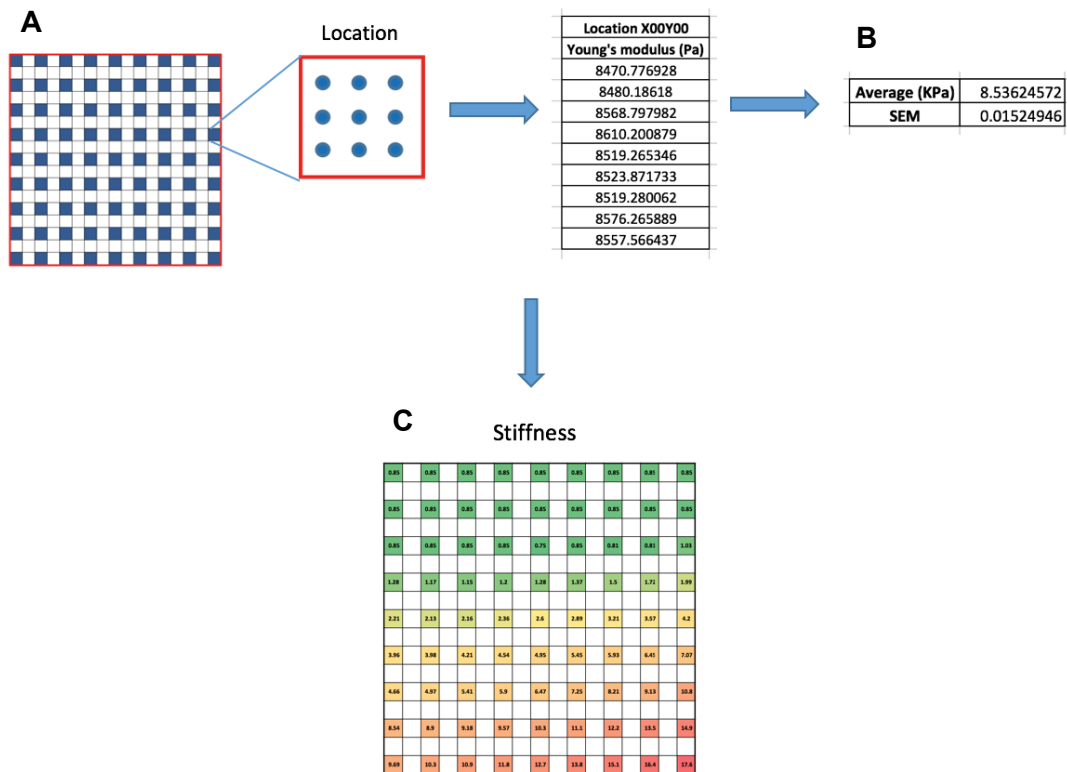 A
Location
Location X00Y00
Young's modulus (Pa)
8470.776928
8480.18618
8568.797982
8610.200879
8519.265346
8523.871733
8519.280062
8576.265889
8557.566437
B
Average (KPa) 8.53624572
SEM 0.01524946
C
Stiffness
0.85 0.85 0.85 0.85 0.85 0.85 0.85 0.85 0.85
0.85 0.85 0.85 0.85 0.85 0.85 0.85 0.85 0.85
0.85 0.85 0.85 0.85 0.75 0.85 0.81 0.81 1.03
1.28 1.17 1.15 1.2 1.28 1.37 1.5 1.72 1.99
2.21 2.13 2.16 2.36 2.6 2.89 3.21 3.57 4.2
3.96 3.98 4.21 4.54 4.95 5.45 5.93 6.45 7.07
4.66 4.97 5.41 5.9 6.47 7.25 8.21 9.13 10.8
8.54 8.9 9.18 9.57 10.3 11.1 12.2 13.5 14.9
9.69 10.3 10.9 11.8 12.7 13.8 15.1 16.4 17.6